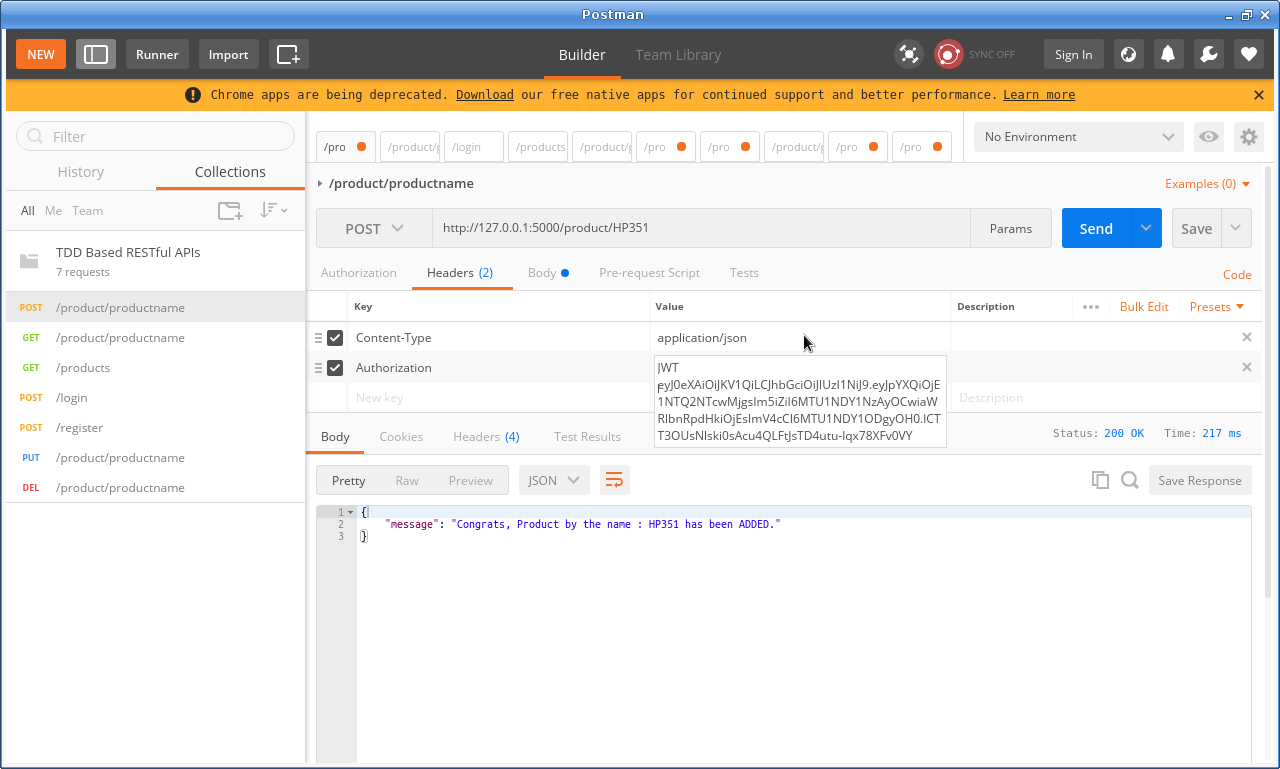 Postman
NEW Runner Import Builder Team Library SYNC OFF Sign In
Chrome apps are being deprecated. Download our free native apps for continued support and better performance. Learn more
Filter
History Collections
All Me Team
TDD Based RESTful APIs
7 requests
POST /product/productname
GET /product/productname
GET /products
POST /login
POST /register
PUT /product/productname
DEL /product/productname
/pro /product/p /login /products /product/p /pro /pro /product/p /pro /pro
No Environment
/product/productname Examples (0)
POST http://127.0.0.1:5000/product/HP351 Params Send Save
Authorization Headers (2) Body Pre-request Script Tests Code
Key Value Description Bulk Edit Presets
Content-Type application/json
Authorization JWT
New key Description
Body Cookies Headers (4) Test Results Status: 200 OK Time: 217 ms
Pretty Raw Preview JSON Save Response
1 {
2 "message": "Congrats, Product by the name : HP351 has been ADDED."
3 }